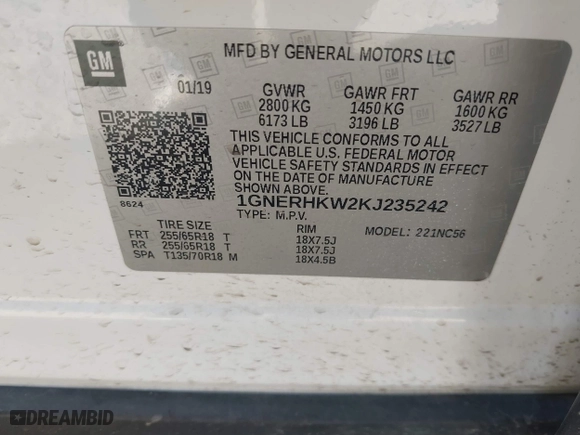 GM
MFD BY GENERAL MOTORS LLC
01/19 GVWR GAWR FRT GAWR RR
2800 KG 1450 KG 1600 KG
6173 LB 3196 LB 3527 LB
THIS VEHICLE CONFORMS TO ALL
APPLICABLE U.S. FEDERAL MOTOR
VEHICLE SAFETY STANDARDS IN EFFECT
ON THE DATE OF MANUFACTURE SHOWN ABOVE.
8624
1GNERHKW2KJ235242
TYPE: M.P.V. MODEL: 221NC56
TIRE SIZE RIM
FRT 255/65R18 T 18X7.5J
RR 255/65R18 T 18X7.5J
SPA T135/70R18 M 18X4.5B
DREAMBID